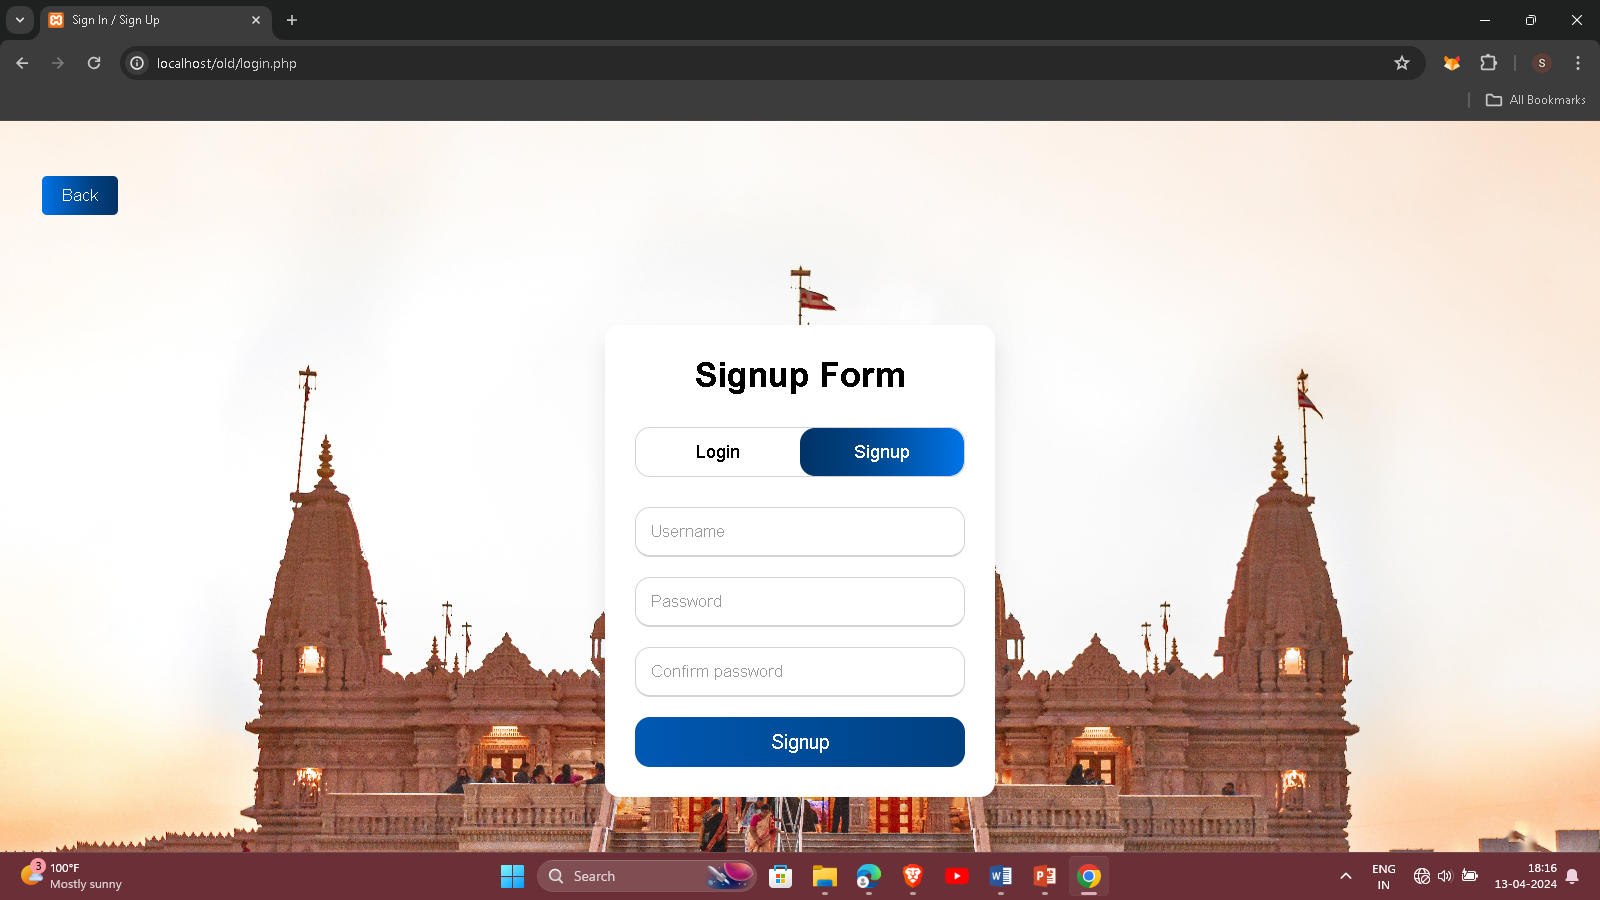 Sign In / Sign Up
localhost/old/login.php
S
All Bookmarks
Back
Signup Form
Login
Signup
Username
Password
Confirm password
Signup
3
100°F
Mostly sunny
Search
ENG
IN
18:16
13-04-2024